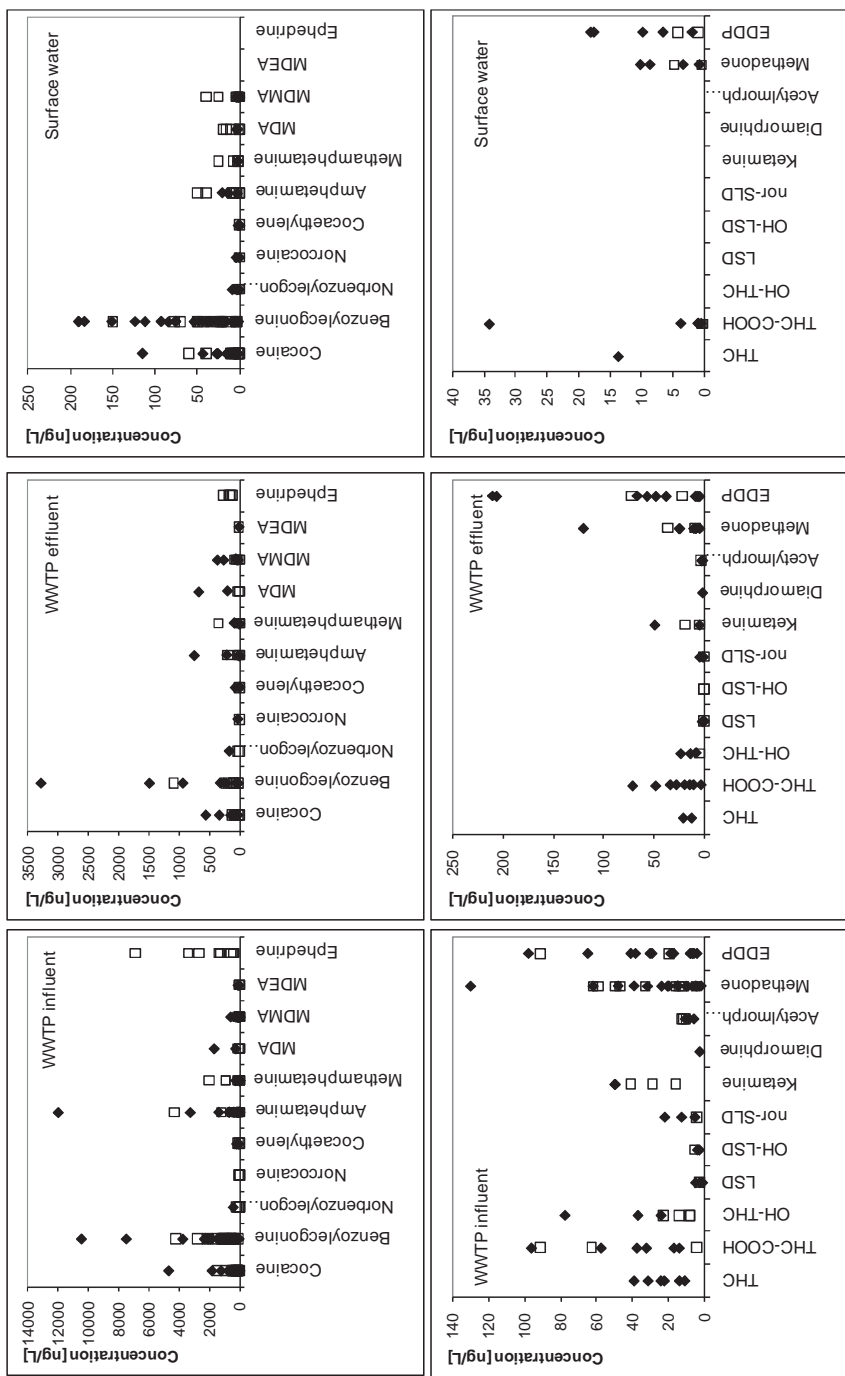 WWTP influent
Concentration [ng/L]
14000
12000
10000
8000
6000
4000
2000
0
Cocaine
Benzoylecgonine
Norbenzoylecgon...
Norcocaine
Cocaethylene
Amphetamine
Methamphetamine
MDA
MDMA
MDEA
Ephedrine
WWTP effluent
Concentration [ng/L]
3500
3000
2500
2000
1500
1000
500
0
Cocaine
Benzoylecgonine
Norbenzoylecgon...
Norcocaine
Cocaethylene
Amphetamine
Methamphetamine
MDA
MDMA
MDEA
Ephedrine
Surface water
Concentration [ng/L]
250
200
150
100
50
0
Cocaine
Benzoylecgonine
Norbenzoylecgon...
Norcocaine
Cocaethylene
Amphetamine
Methamphetamine
MDA
MDMA
MDEA
Ephedrine
WWTP influent
Concentration [ng/L]
140
120
100
80
60
40
20
0
THC
THC-COOH
OH-THC
LSD
OH-LSD
nor-SLD
Ketamine
Diamorphine
Acetylmorph...
Methadone
EDDP
WWTP effluent
Concentration [ng/L]
250
200
150
100
50
0
THC
THC-COOH
OH-THC
LSD
OH-LSD
nor-SLD
Ketamine
Diamorphine
Acetylmorph...
Methadone
EDDP
Surface water
Concentration [ng/L]
40
35
30
25
20
15
10
5
0
THC
THC-COOH
OH-THC
LSD
OH-LSD
nor-SLD
Ketamine
Diamorphine
Acetylmorph...
Methadone
EDDP